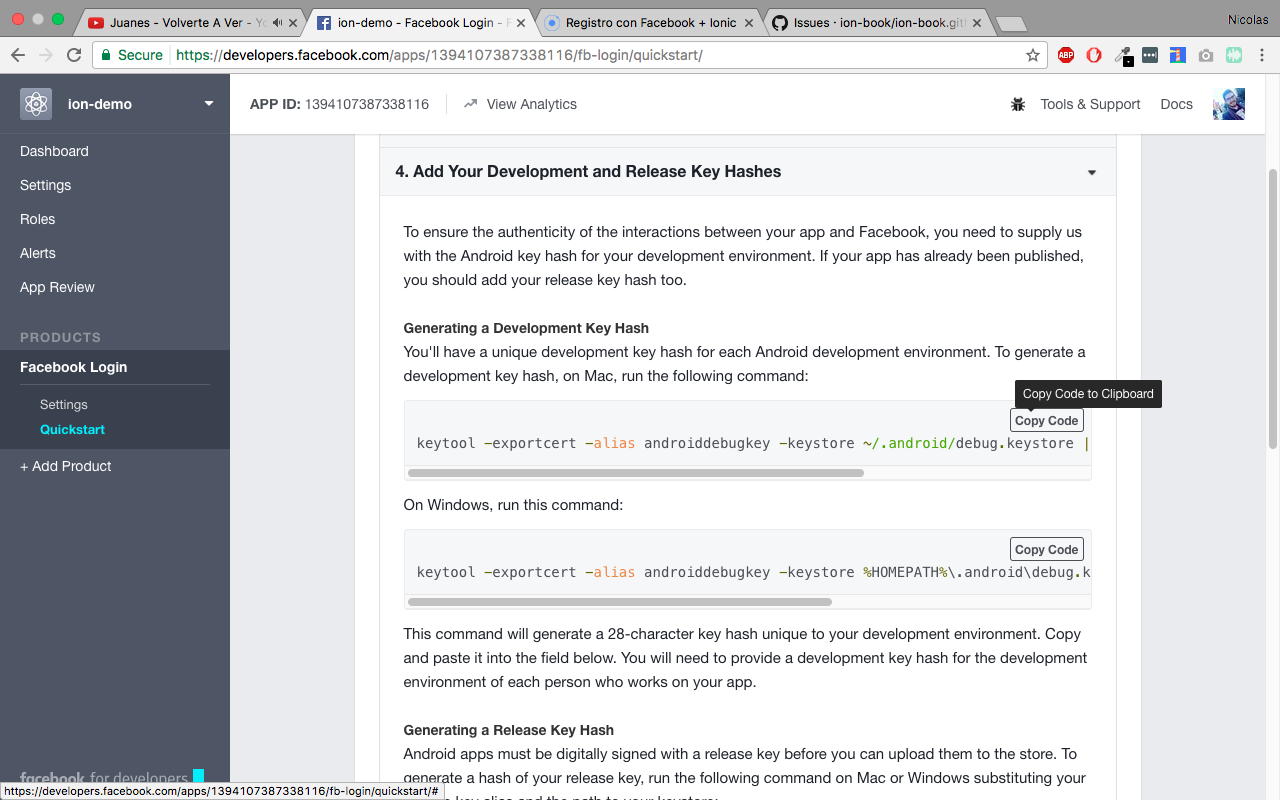 Juanes - Volverte A Ver - Yo
ion-demo - Facebook Login - F
Registro con Facebook + Ionic
Issues · ion-book/ion-book.gith
Nicolas
Secure
https://developers.facebook.com/apps/1394107387338116/fb-login/quickstart/
ABP
ion-demo
APP ID: 1394107387338116
View Analytics
Tools & Support
Docs
Dashboard
Settings
Roles
Alerts
App Review
PRODUCTS
Facebook Login
Settings
Quickstart
+ Add Product
4. Add Your Development and Release Key Hashes
To ensure the authenticity of the interactions between your app and Facebook, you need to supply us
with the Android key hash for your development environment. If your app has already been published,
you should add your release key hash too.
Generating a Development Key Hash
You'll have a unique development key hash for each Android development environment. To generate a
development key hash, on Mac, run the following command:
Copy Code to Clipboard
Copy Code
keytool -exportcert -alias androiddebugkey -keystore ~/.android/debug.keystore |
On Windows, run this command:
Copy Code
keytool -exportcert -alias androiddebugkey -keystore %HOMEPATH%\.android\debug.k
This command will generate a 28-character key hash unique to your development environment. Copy
and paste it into the field below. You will need to provide a development key hash for the development
environment of each person who works on your app.
Generating a Release Key Hash
Android apps must be digitally signed with a release key before you can upload them to the store. To
generate a hash of your release key, run the following command on Mac or Windows substituting your
key alias and the path to your keystore:
facebook for developers
https://developers.facebook.com/apps/1394107387338116/fb-login/quickstart/#